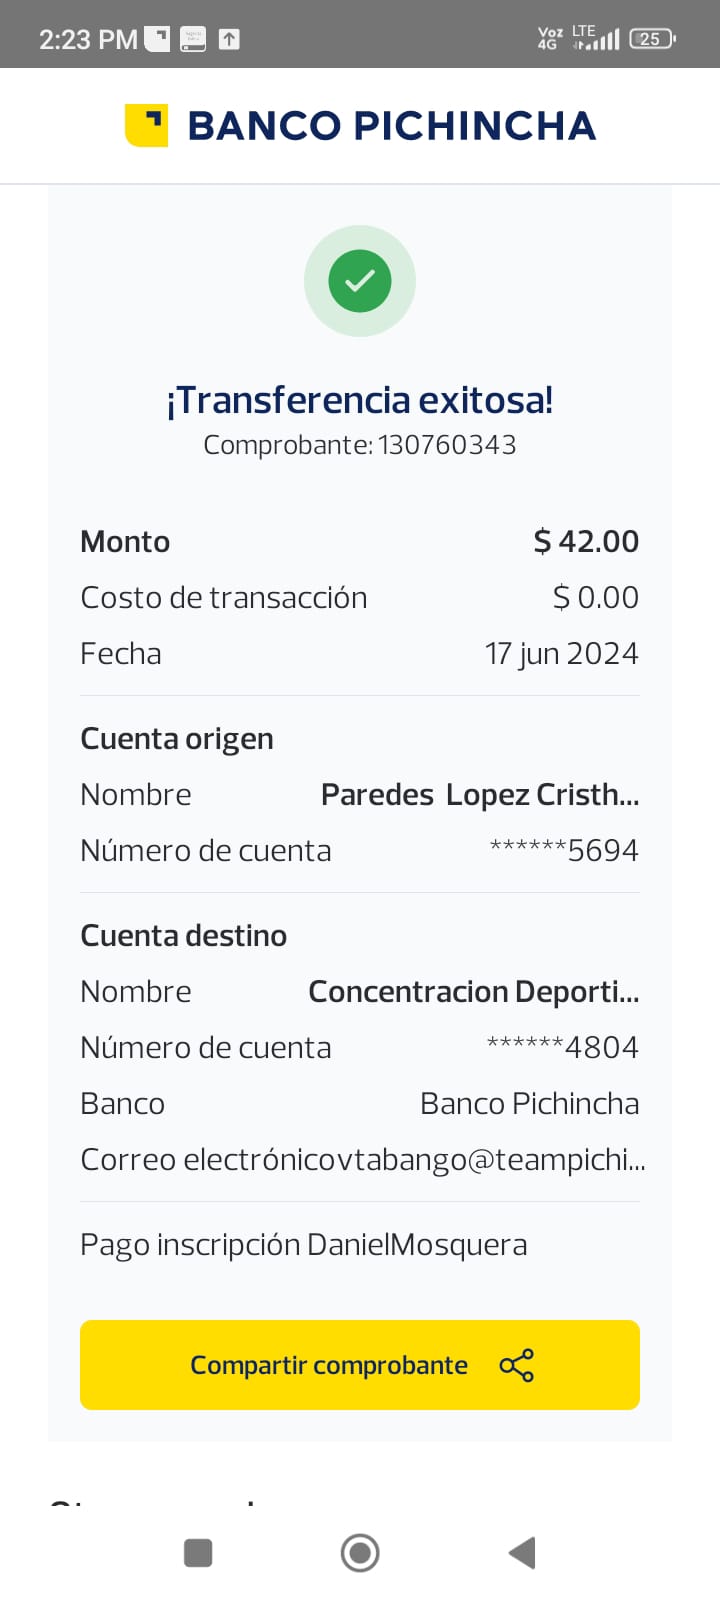 2:23 PM
Voz 4G LTE 25
BANCO PICHINCHA
¡Transferencia exitosa!
Comprobante: 130760343
Monto $ 42.00
Costo de transacción $ 0.00
Fecha 17 jun 2024
Cuenta origen
Nombre Paredes Lopez Cristh...
Número de cuenta ******5694
Cuenta destino
Nombre Concentracion Deporti...
Número de cuenta ******4804
Banco Banco Pichincha
Correo electrónico vtabango@teampichi...
Pago inscripción DanielMosquera
Compartir comprobante